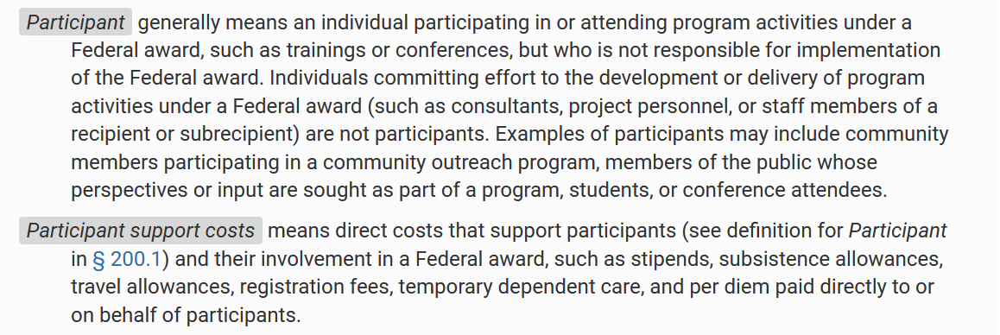 Participant generally means an individual participating in or attending program activities under a
Federal award, such as trainings or conferences, but who is not responsible for implementation
of the Federal award. Individuals committing effort to the development or delivery of program
activities under a Federal award (such as consultants, project personnel, or staff members of a
recipient or subrecipient) are not participants. Examples of participants may include community
members participating in a community outreach program, members of the public whose
perspectives or input are sought as part of a program, students, or conference attendees.
Participant support costs means direct costs that support participants (see definition for Participant
in § 200.1) and their involvement in a Federal award, such as stipends, subsistence allowances,
travel allowances, registration fees, temporary dependent care, and per diem paid directly to or
on behalf of participants.